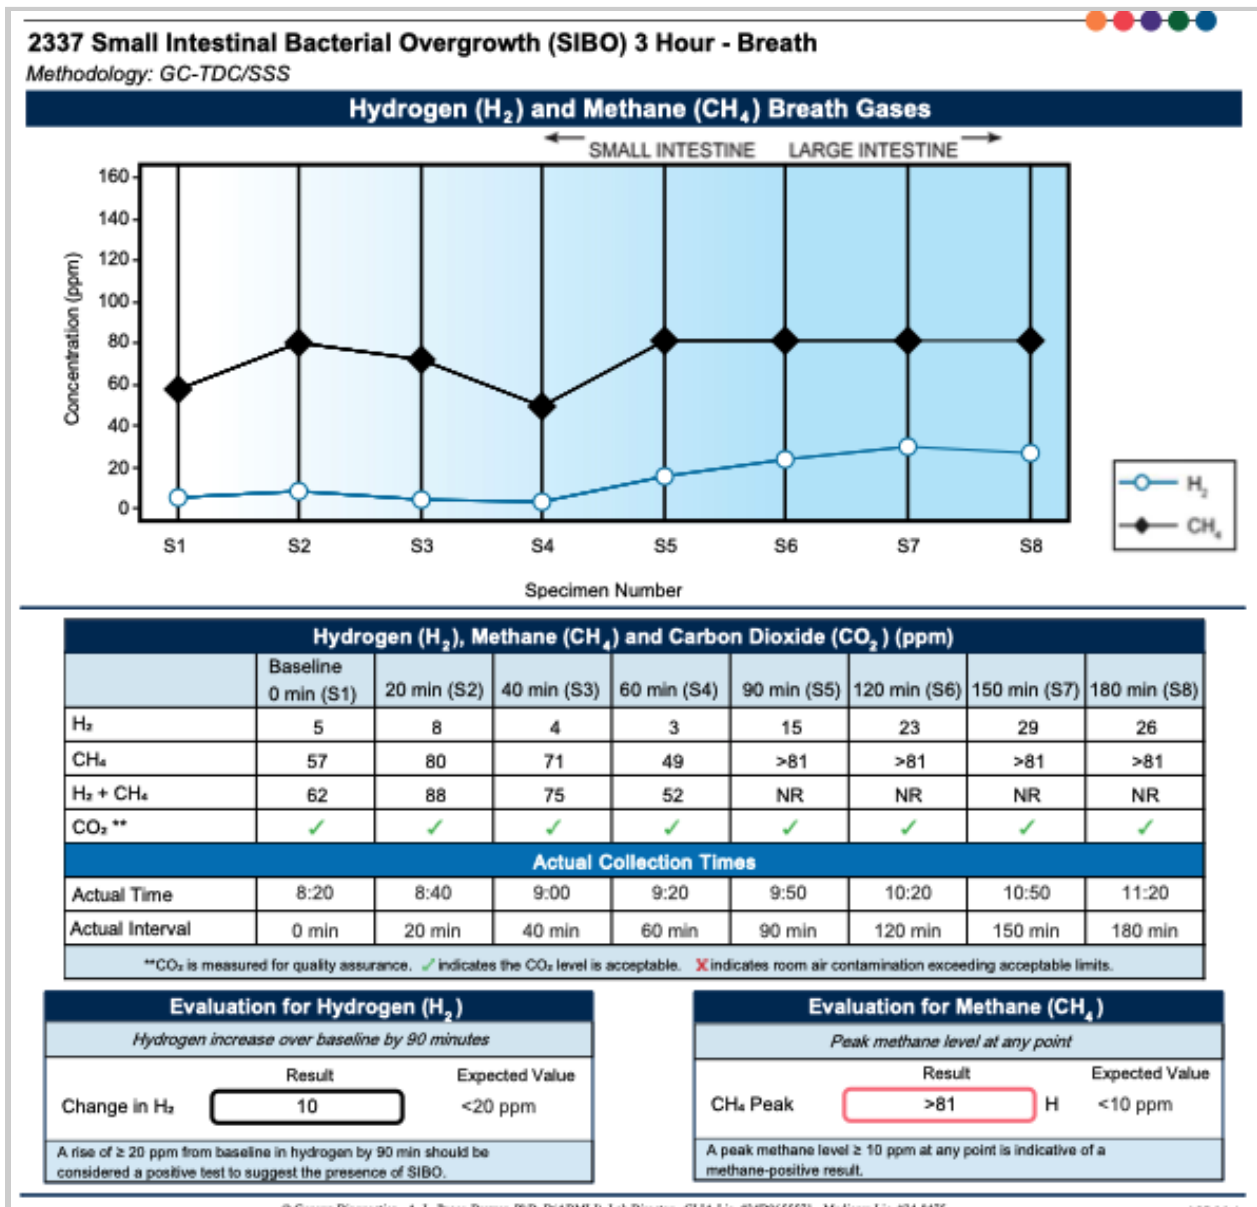 2337 Small Intestinal Bacterial Overgrowth (SIBO) 3 Hour - Breath
Methodology: GC-TDC/SSS
Hydrogen (H₂) and Methane (CH₄) Breath Gases
SMALL INTESTINE LARGE INTESTINE
Concentration (ppm)
160
140
120
100
80
60
40
20
0
S1 S2 S3 S4 S5 S6 S7 S8
Specimen Number
H₂
CH₄
Hydrogen (H₂), Methane (CH₄) and Carbon Dioxide (CO₂) (ppm)
Baseline
0 min (S1) 20 min (S2) 40 min (S3) 60 min (S4) 90 min (S5) 120 min (S6) 150 min (S7) 180 min (S8)
H₂ 5 8 4 3 15 23 29 26
CH₄ 57 80 71 49 >81 >81 >81 >81
H₂ + CH₄ 62 88 75 52 NR NR NR NR
CO₂ ** ✓ ✓ ✓ ✓ ✓ ✓ ✓ ✓
Actual Collection Times
Actual Time 8:20 8:40 9:00 9:20 9:50 10:20 10:50 11:20
Actual Interval 0 min 20 min 40 min 60 min 90 min 120 min 150 min 180 min
**CO₂ is measured for quality assurance. ✓ indicates the CO₂ level is acceptable. X indicates room air contamination exceeding acceptable limits.
Evaluation for Hydrogen (H₂)
Hydrogen increase over baseline by 90 minutes
Result Expected Value
Change in H₂ 10 <20 ppm
A rise of ≥ 20 ppm from baseline in hydrogen by 90 min should be
considered a positive test to suggest the presence of SIBO.
Evaluation for Methane (CH₄)
Peak methane level at any point
Result Expected Value
CH₄ Peak >81 H <10 ppm
A peak methane level ≥ 10 ppm at any point is indicative of a
methane-positive result.